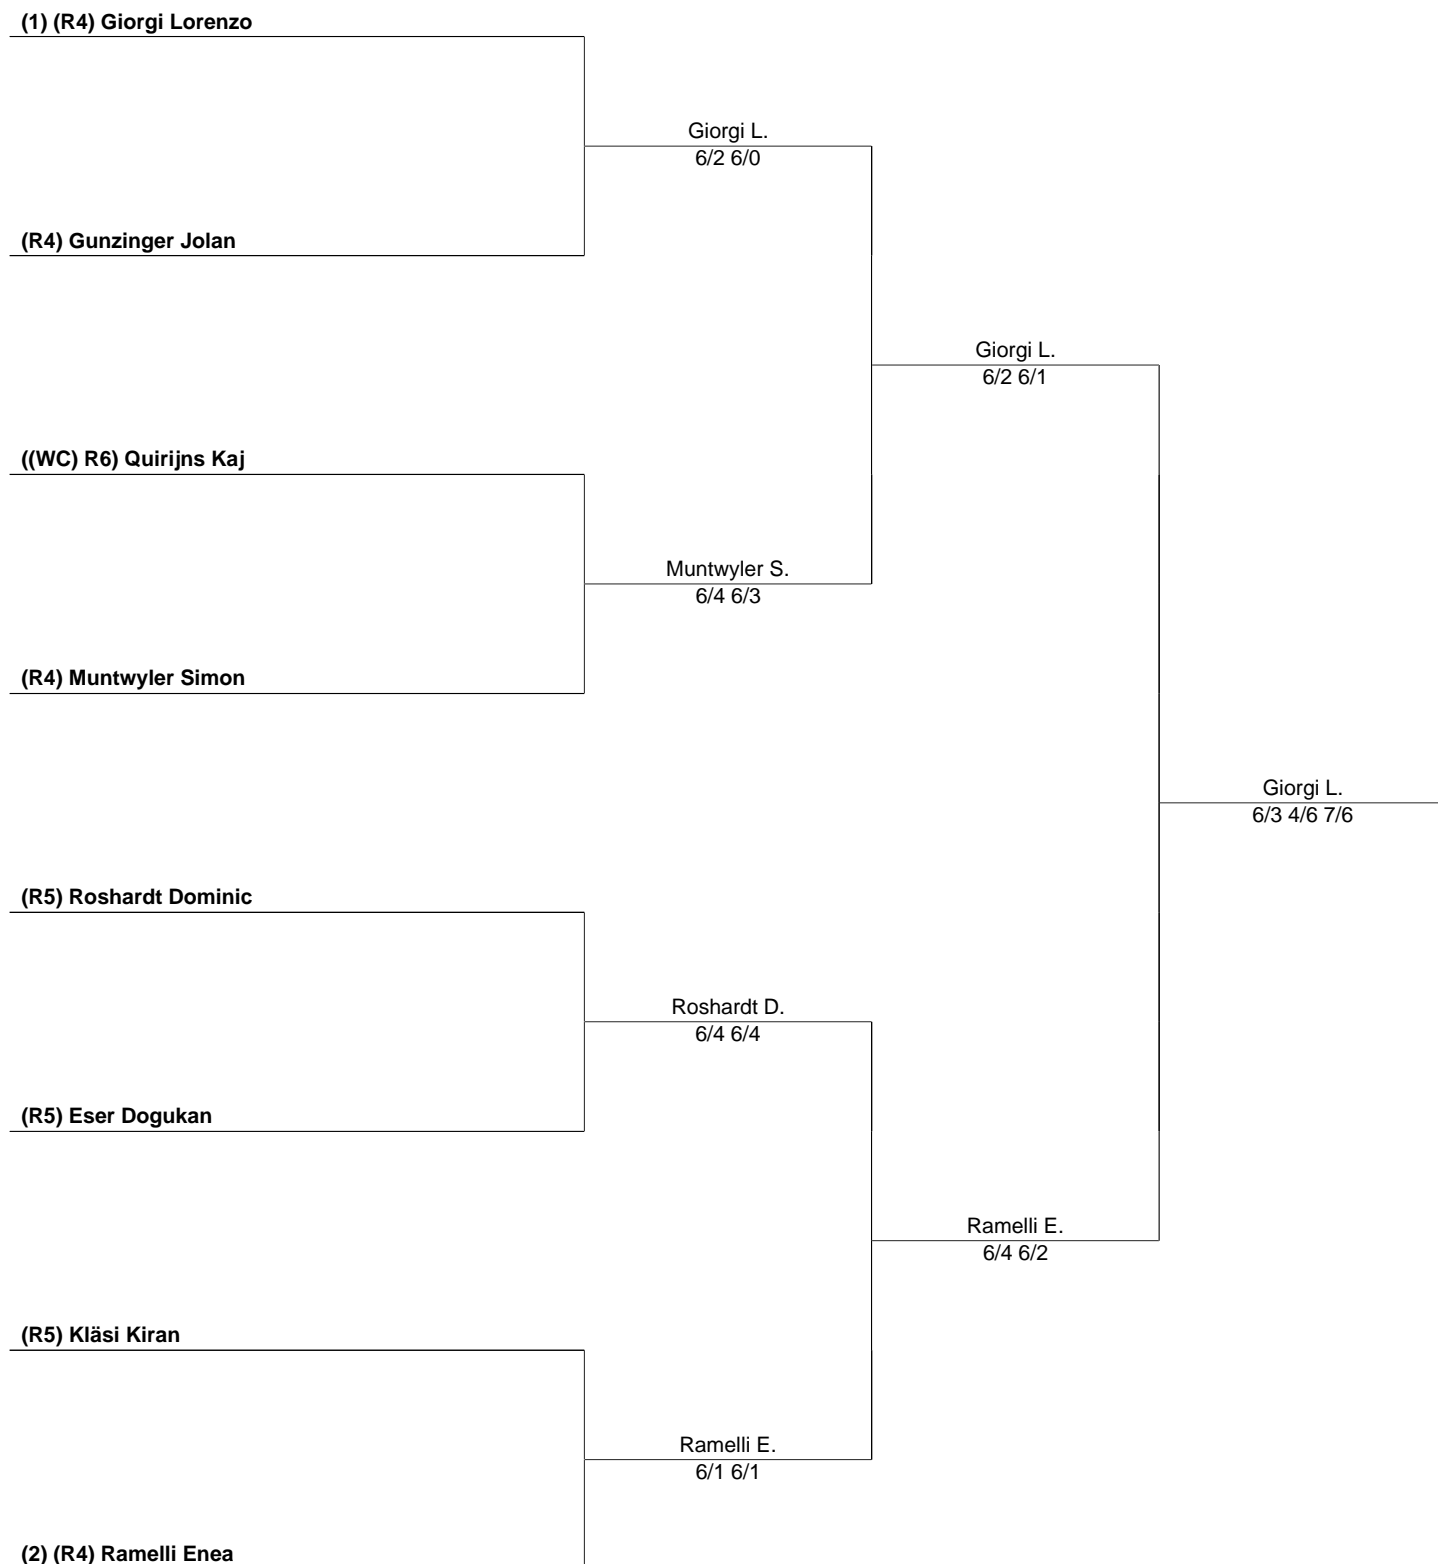 (1) (R4) Giorgi Lorenzo
Giorgi L.
6/2 6/0
(R4) Gunzinger Jolan
Giorgi L.
6/2 6/1
((WC) R6) Quirijns Kaj
Muntwyler S.
6/4 6/3
(R4) Muntwyler Simon
Giorgi L.
6/3 4/6 7/6
(R5) Roshardt Dominic
Roshardt D.
6/4 6/4
(R5) Eser Dogukan
Ramelli E.
6/4 6/2
(R5) Kläsi Kiran
Ramelli E.
6/1 6/1
(2) (R4) Ramelli Enea